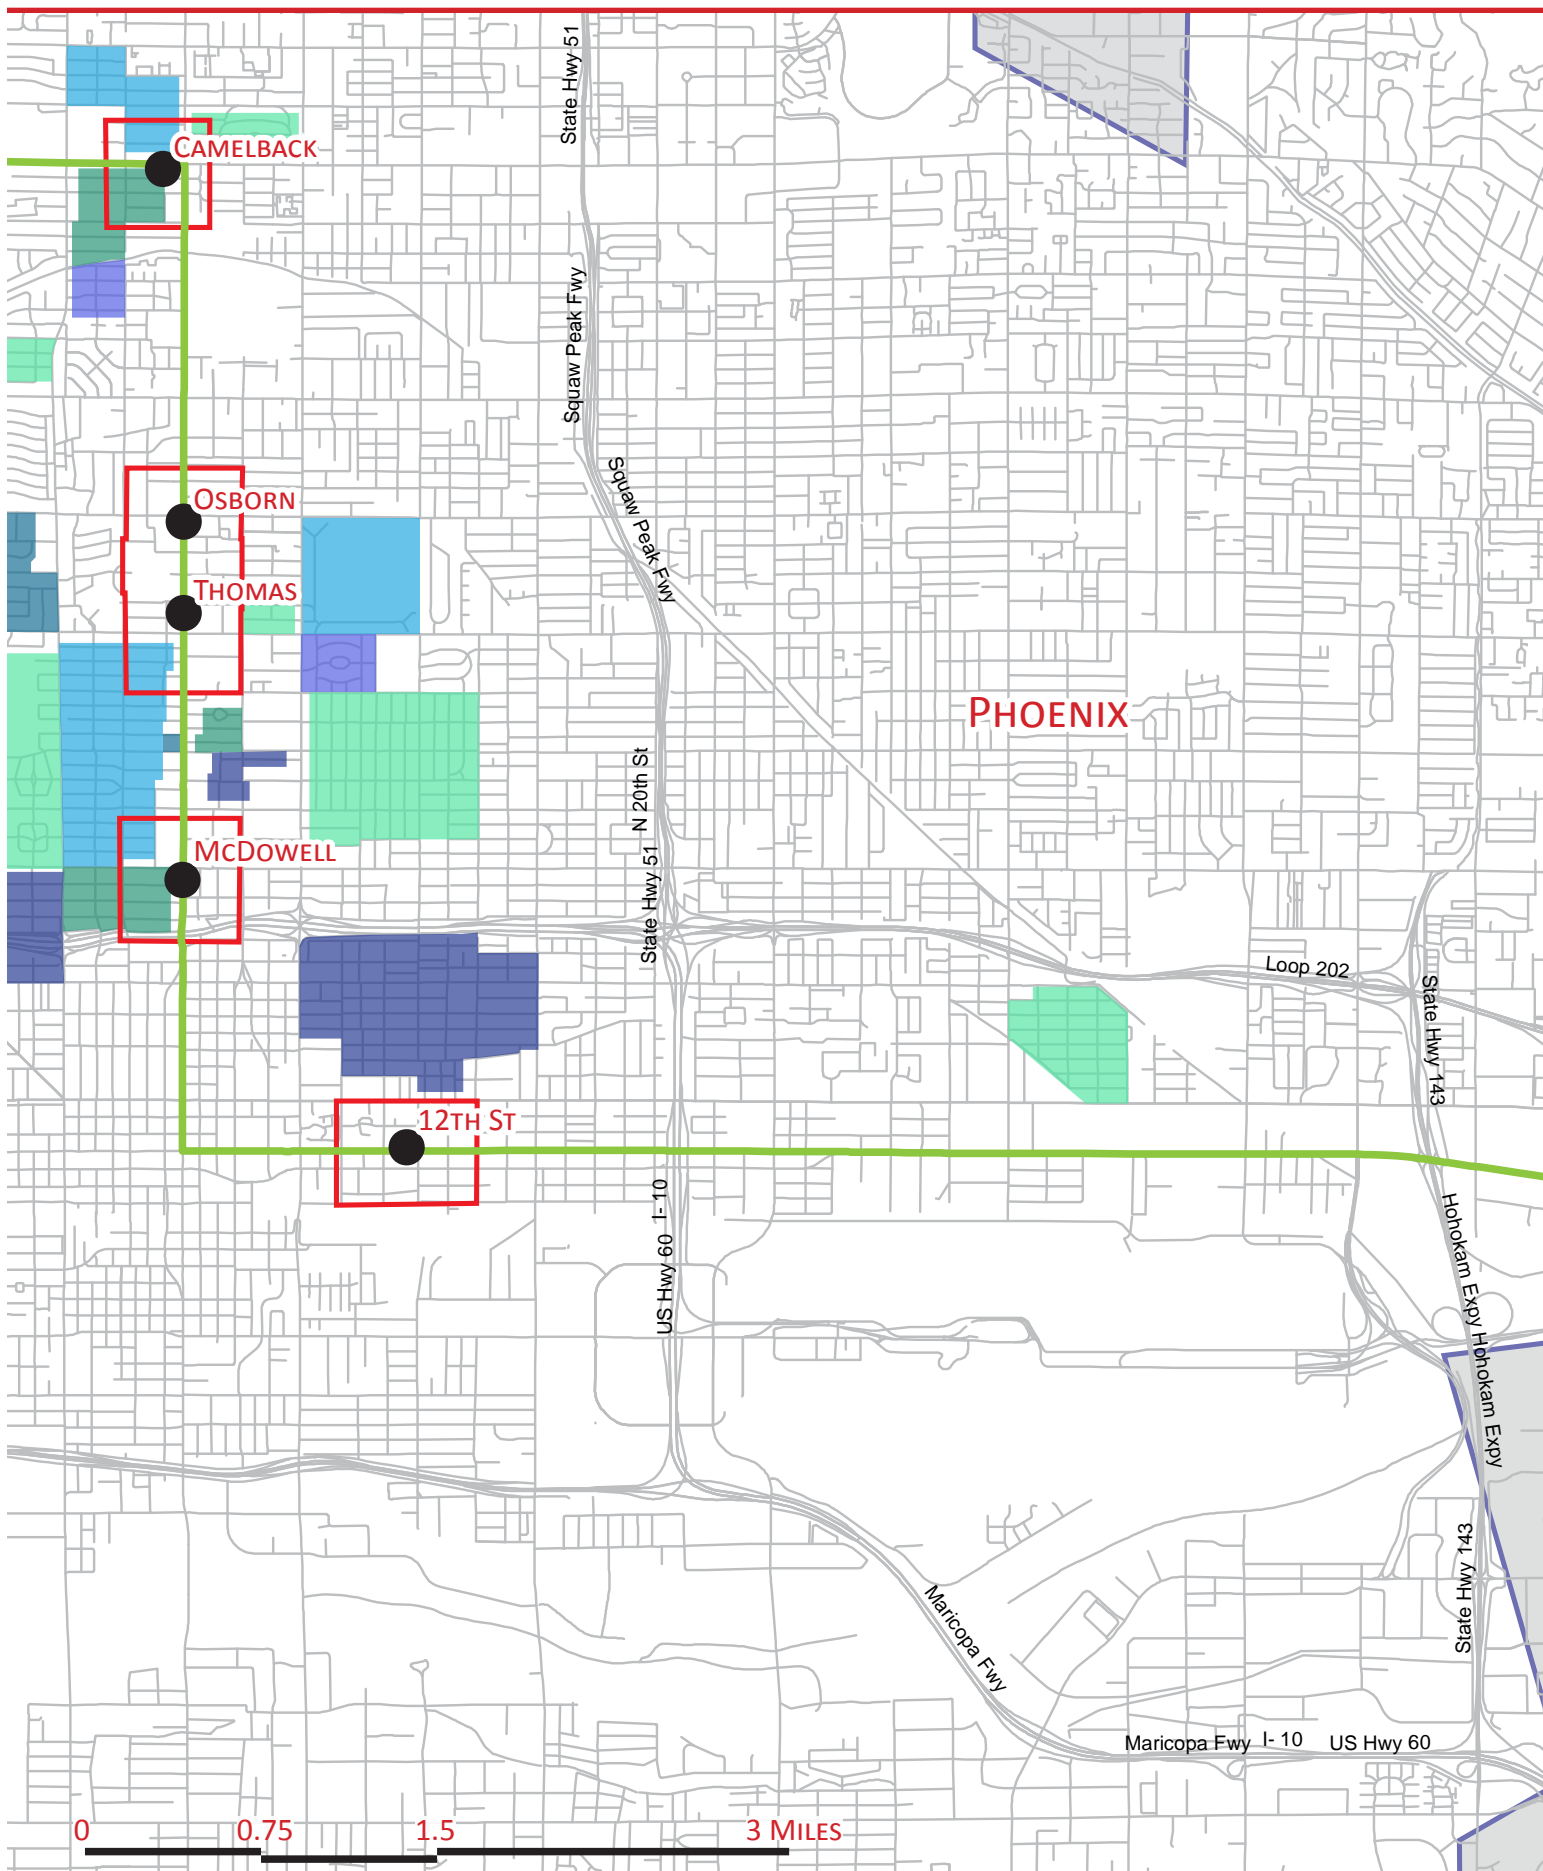 State Hwy 51
CAMELBACK
Squaw Peak Fwy
Squaw Peak Fwy
OSBORN
THOMAS
PHOENIX
N 20th St
MCDOWELL
State Hwy 51
Loop 202
State Hwy 143
12TH ST
I- 10
US Hwy 60
Hohokam Expy
Hohokam Expy
State Hwy 143
Maricopa Fwy
Maricopa Fwy I- 10 US Hwy 60
0 0.75 1.5 3 MILES